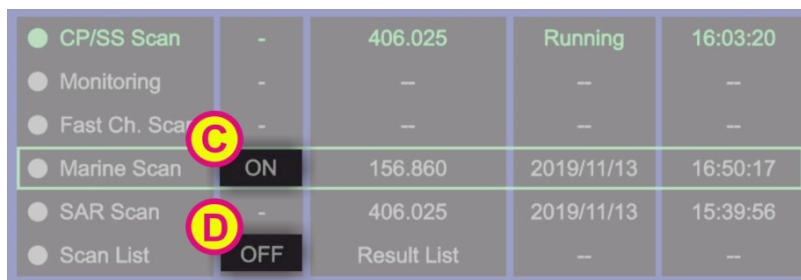 CP/SS Scan - 406.025 Running 16:03:20
Monitoring - -- -- --
Fast Ch. Scan - -- -- --
C
Marine Scan ON 156.860 2019/11/13 16:50:17
SAR Scan - 406.025 2019/11/13 15:39:56
D
Scan List OFF Result List -- --